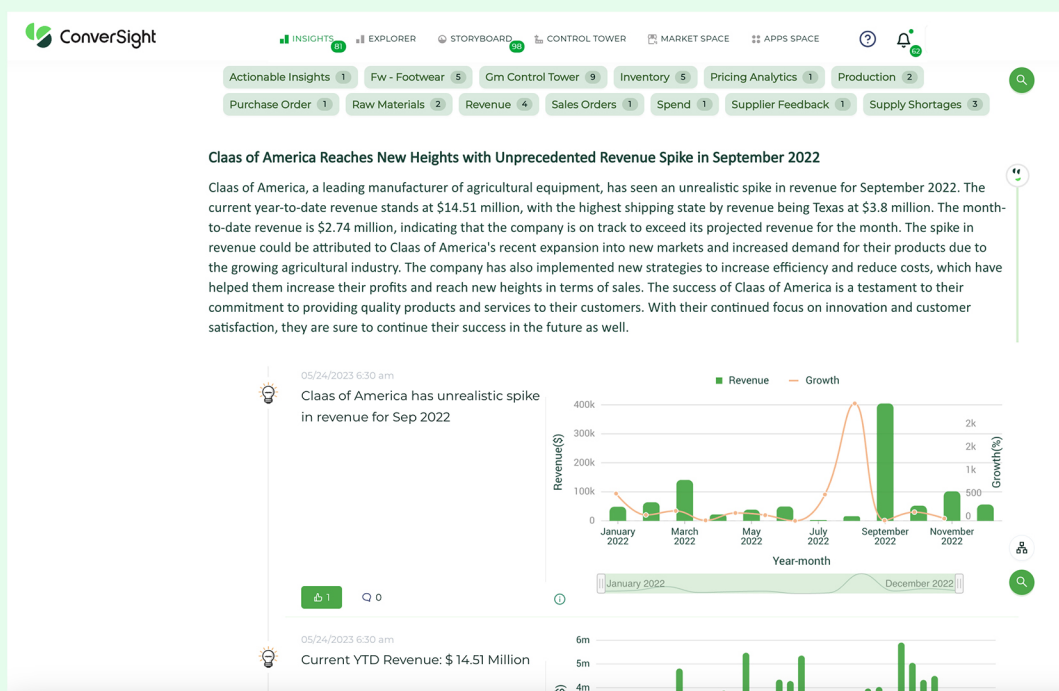 ConverSight
INSIGHTS 81 EXPLORER STORYBOARD 98 CONTROL TOWER MARKET SPACE APPS SPACE 62
Actionable Insights 1 Fw - Footwear 5 Gm Control Tower 9 Inventory 5 Pricing Analytics 1 Production 2
Purchase Order 1 Raw Materials 2 Revenue 4 Sales Orders 1 Spend 1 Supplier Feedback 1 Supply Shortages 3
Claas of America Reaches New Heights with Unprecedented Revenue Spike in September 2022
Claas of America, a leading manufacturer of agricultural equipment, has seen an unrealistic spike in revenue for September 2022. The
current year-to-date revenue stands at $14.51 million, with the highest shipping state by revenue being Texas at $3.8 million. The month-
to-date revenue is $2.74 million, indicating that the company is on track to exceed its projected revenue for the month. The spike in
revenue could be attributed to Claas of America's recent expansion into new markets and increased demand for their products due to
the growing agricultural industry. The company has also implemented new strategies to increase efficiency and reduce costs, which have
helped them increase their profits and reach new heights in terms of sales. The success of Claas of America is a testament to their
commitment to providing quality products and services to their customers. With their continued focus on innovation and customer
satisfaction, they are sure to continue their success in the future as well.
05/24/2023 6:30 am
Claas of America has unrealistic spike
in revenue for Sep 2022
Revenue Growth
400k
300k
200k
100k
0
Revenue($)
2k
2k
1k
500
0
Growth(%)
January 2022
March 2022
May 2022
July 2022
September 2022
November 2022
Year-month
January 2022 December 2022
1 0
05/24/2023 6:30 am
Current YTD Revenue: $ 14.51 Million
6m
5m
4m